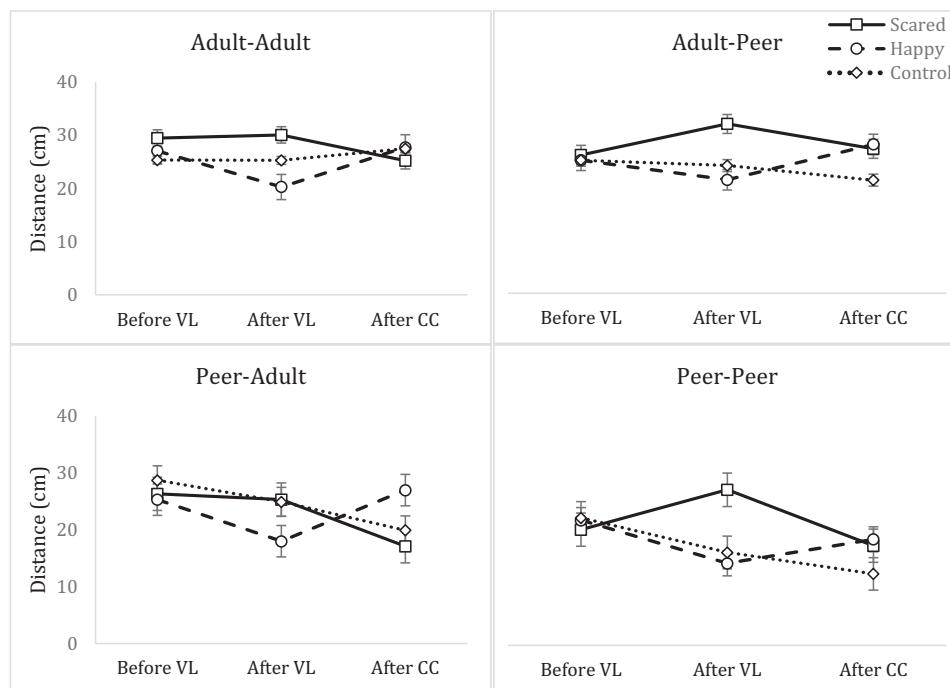 Adult-Adult
Adult-Peer
Scared
Happy
Control
Distance (cm)
40
30
20
10
0
Before VL After VL After CC
Before VL After VL After CC
Peer-Adult
Peer-Peer
Distance (cm)
40
30
20
10
0
Before VL After VL After CC
Before VL After VL After CC